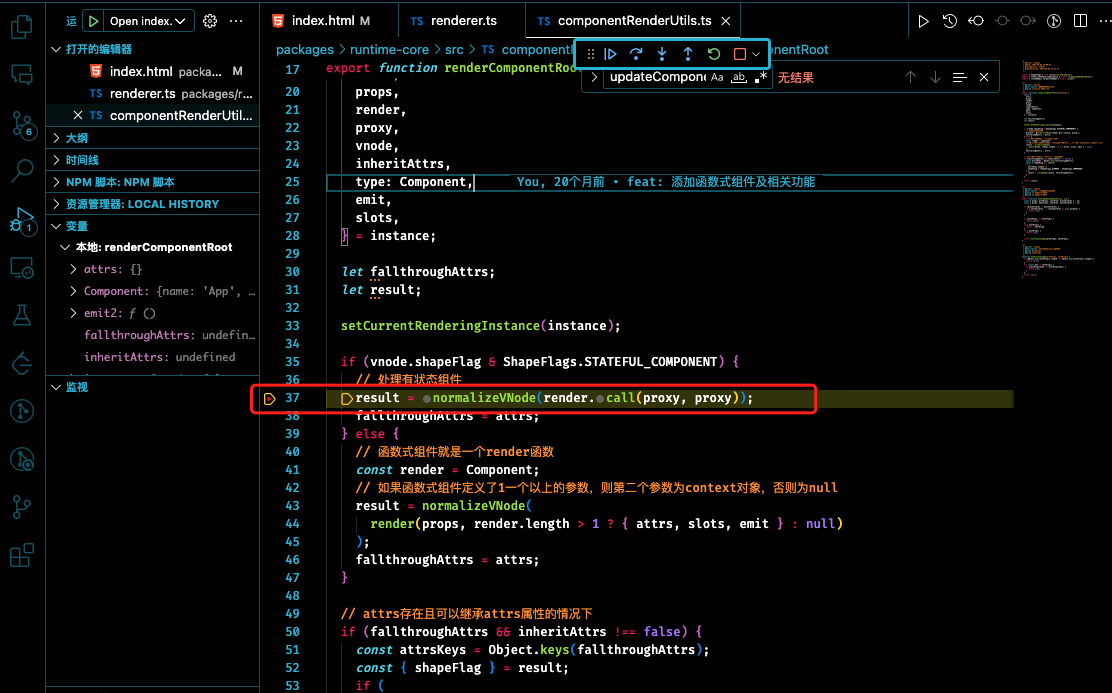 运 Open index.
index.html M
renderer.ts
TS componentRenderUtils.ts
打开的编辑器
index.html packa... M
TS renderer.ts packages/r...
TS componentRenderUtil...
大纲
时间线
NPM 脚本: NPM 脚本
资源管理器: LOCAL HISTORY
变量
本地: renderComponentRoot
attrs: {}
Component: {name: 'App', …
emit2: ƒ ()
fallthroughAttrs: undefin…
inheritAttrs: undefined
监视
6
1
packages > runtime-core > src > TS component
onentRoot
updateCompone Aa ab .* 无结果
17 export function renderComponentRoo
20 props,
21 render,
22 proxy,
23 vnode,
24 inheritAttrs,
25 type: Component, You, 20个月前 • feat: 添加函数式组件及相关功能
26 emit,
27 slots,
28 } = instance;
29
30 let fallthroughAttrs;
31 let result;
32
33 setCurrentRenderingInstance(instance);
34
35 if (vnode.shapeFlag & ShapeFlags.STATEFUL_COMPONENT) {
36 // 处理有状态组件
37 result = normalizeVNode(render.call(proxy, proxy));
38 fallthroughAttrs = attrs;
39 } else {
40 // 函数式组件就是一个render函数
41 const render = Component;
42 // 如果函数式组件定义了1一个以上的参数，则第二个参数为context对象，否则为null
43 result = normalizeVNode(
44 render(props, render.length > 1 ? { attrs, slots, emit } : null)
45 );
46 fallthroughAttrs = attrs;
47 }
48
49 // attrs存在且可以继承attrs属性的情况下
50 if (fallthroughAttrs && inheritAttrs !== false) {
51 const attrsKeys = Object.keys(fallthroughAttrs);
52 const { shapeFlag } = result;
53 if (